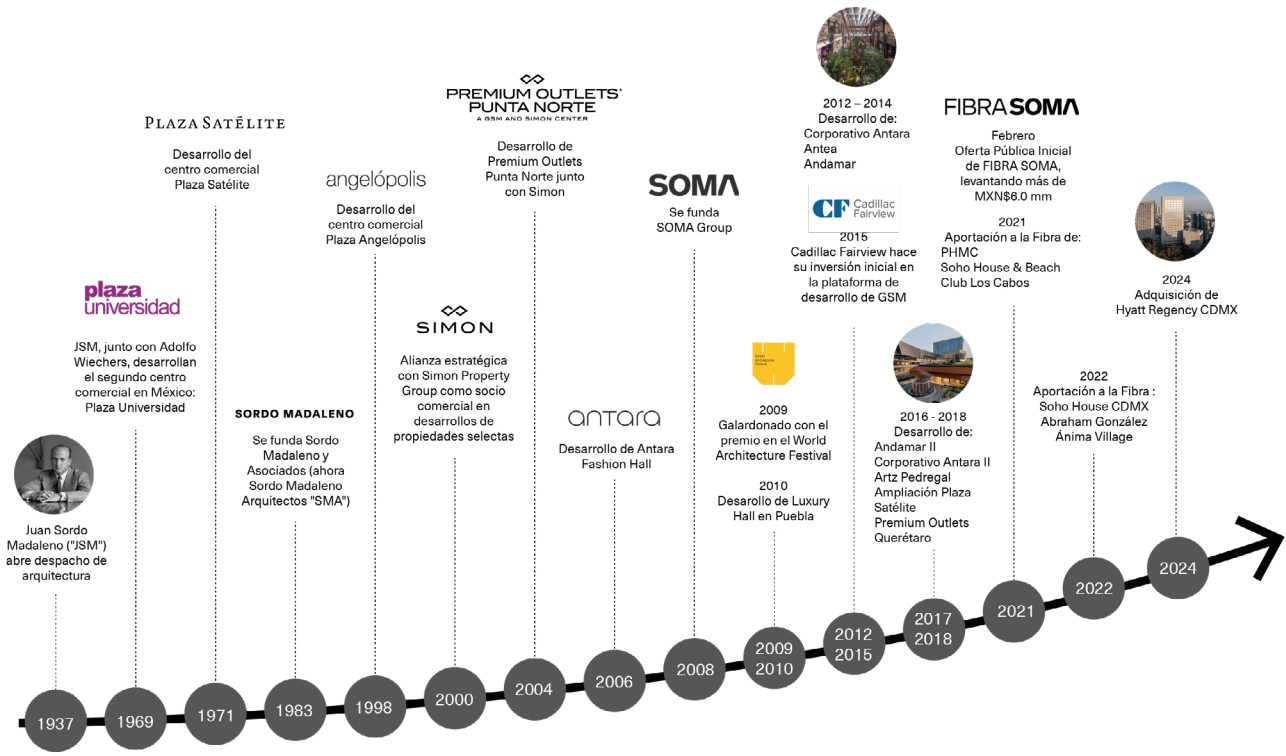 Juan Sordo
Madaleno ("JSM")
abre despacho de
arquitectura
1937
plaza
universidad
JSM, junto con Adolfo
Wiechers, desarrollan
el segundo centro
comercial en México:
Plaza Universidad
1969
PLAZA SATÉLITE
Desarrollo del
centro comercial
Plaza Satélite
1971
SORDO MADALENO
Se funda Sordo
Madaleno y
Asociados (ahora
Sordo Madaleno
Arquitectos "SMA")
1983
angelópolis
Desarrollo del
centro comercial
Plaza Angelópolis
1998
SIMON
Alianza estratégica
con Simon Property
Group como socio
comercial en
desarrollos de
propiedades selectas
2000
PREMIUM OUTLETS®
PUNTA NORTE
A GSM AND SIMON CENTER
Desarrollo de
Premium Outlets
Punta Norte junto
con Simon
2004
antara
Desarrollo de Antara
Fashion Hall
2006
SOMA
Se funda
SOMA Group
2008
World
Architecture
Festival
2009
Galardonado con el
premio en el World
Architecture Festival
2010
Desarollo de Luxury
Hall en Puebla
2009
2010
2012 – 2014
Desarrollo de:
Corporativo Antara
Antea
Andamar
CF Cadillac
Fairview
2015
Cadillac Fairview hace
su inversión inicial en
la plataforma de
desarrollo de GSM
2012
2015
2016 - 2018
Desarrollo de:
Andamar II
Corporativo Antara II
Artz Pedregal
Ampliación Plaza
Satélite
Premium Outlets
Querétaro
2017
2018
FIBRA SOMA
Febrero
Oferta Pública Inicial
de FIBRA SOMA,
levantando más de
MXN$6.0 mm
2021
Aportación a la Fibra de:
PHMC
Soho House & Beach
Club Los Cabos
2021
2022
Aportación a la Fibra :
Soho House CDMX
Abraham González
Ánima Village
2022
2024
Adquisición de
Hyatt Regency CDMX
2024